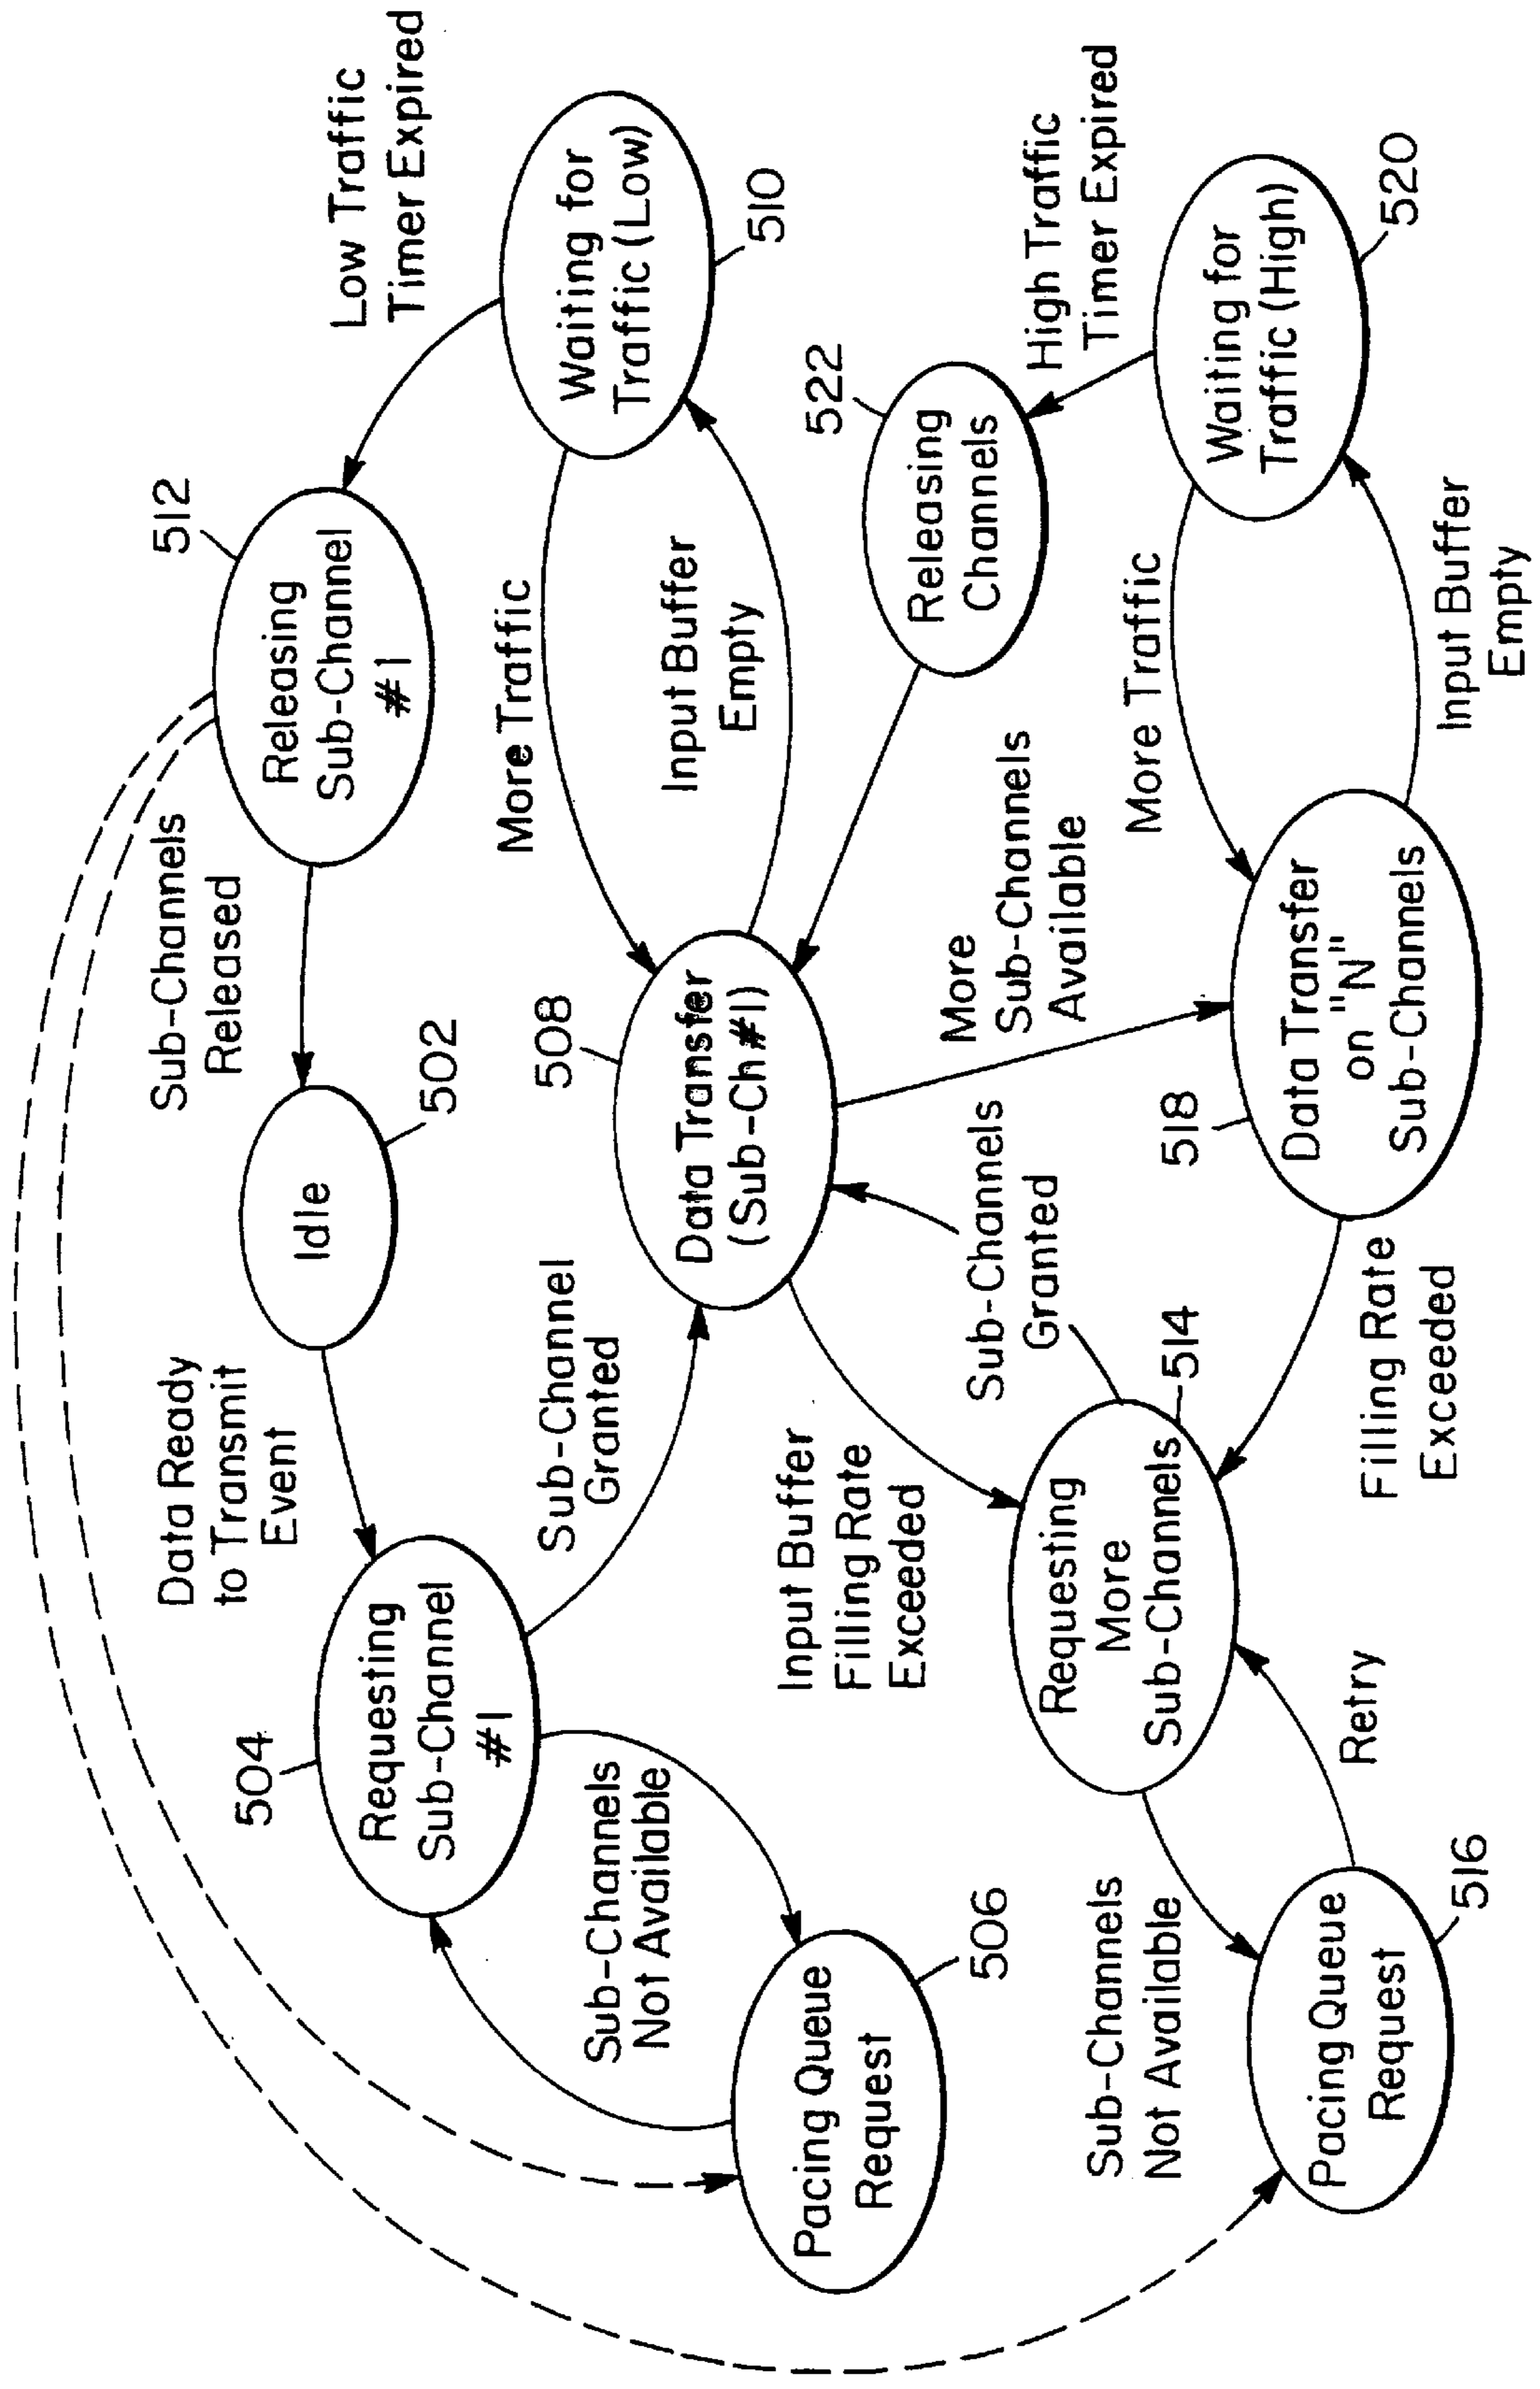 Data Ready
to Transmit
Event
Sub-Channels
Released
512
Low Traffic
Timer Expired
504
Requesting
Sub-Channel
#1
Idle
502
Releasing
Sub-Channel
#1
Sub-Channel
Granted
508
More Traffic
Waiting for
Traffic (Low)
510
Sub-Channels
Not Available
Data Transfer
(Sub-Ch#1)
Input Buffer
Empty
Pacing Queue
Request
506
Input Buffer
Filling Rate
Exceeded
522
Releasing
Channels
High Traffic
Timer Expired
Sub-Channels
Granted
More
Sub-Channels
Available
Requesting
More
Sub-Channels
514
518
More Traffic
Waiting for
Traffic (High)
520
Sub-Channels
Not Available
Data Transfer
on "N"
Sub-Channels
Pacing Queue
Request
516
Retry
Filling Rate
Exceeded
Input Buffer
Empty